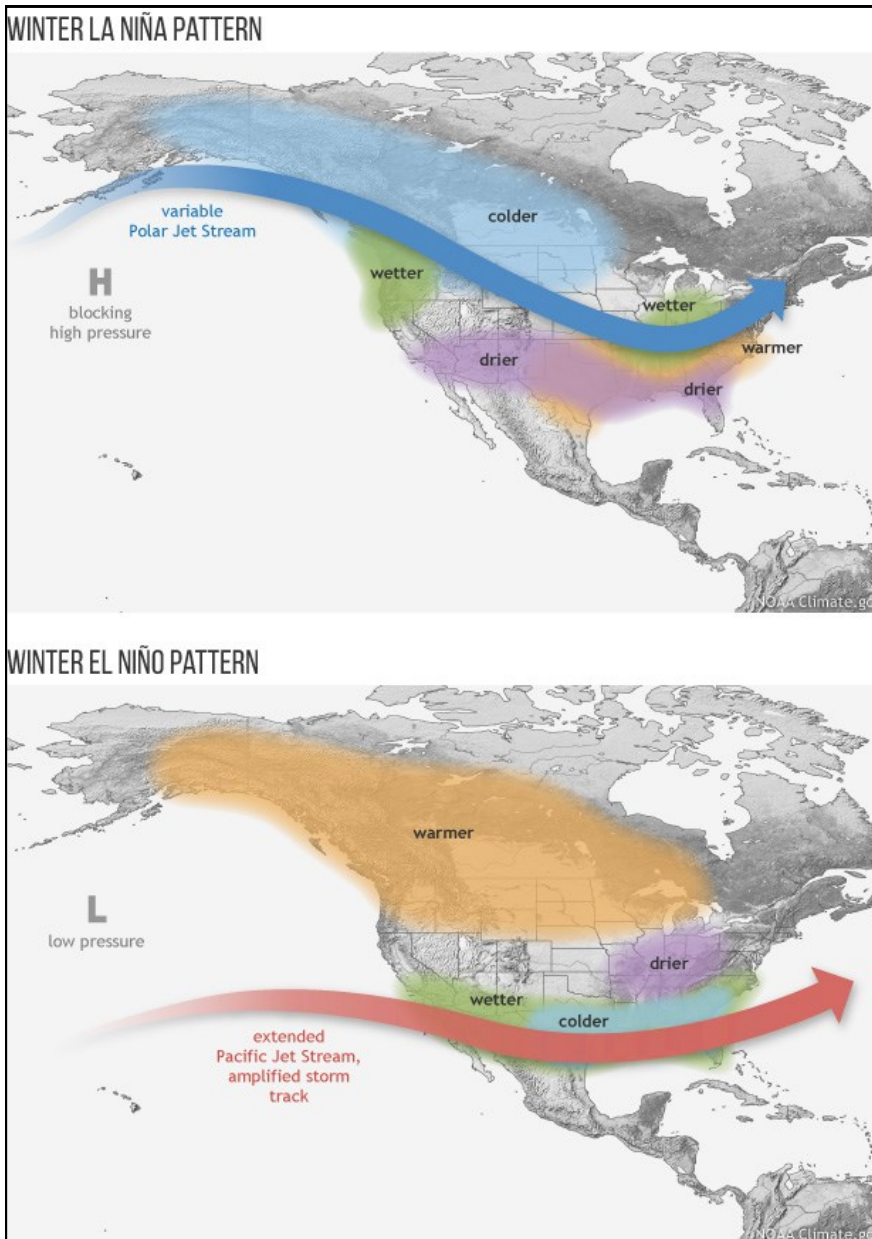 WINTER LA NIÑA PATTERN
variable
Polar Jet Stream
colder
H
blocking
high pressure
wetter
wetter
warmer
drier
drier
NOAA Climate.go
WINTER EL NIÑO PATTERN
warmer
L
low pressure
drier
wetter
colder
extended
Pacific Jet Stream,
amplified storm
track
NOAA Climate.go